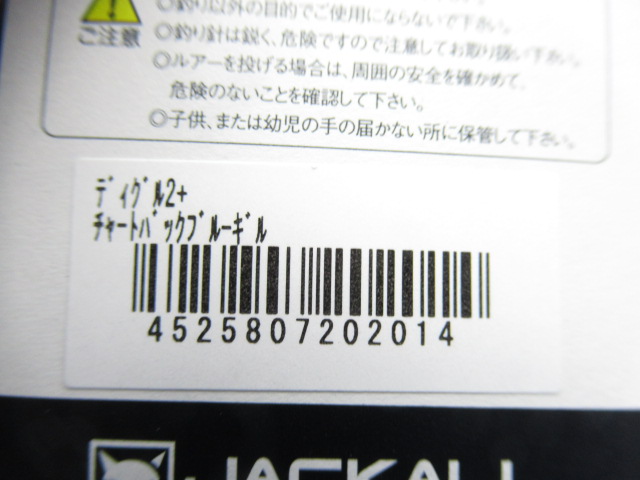 ◎釣り以外の目的でご使用にならないで下さい。
ご注意
◎釣り針は鋭く、危険ですので注意してお取り扱い下さい。
◎ルアーを投げる場合は、周囲の安全を確かめて、
危険のないことを確認して下さい。
◎子供、または幼児の手の届かない所に保管して下さい。
ディグル2+
チャートバックブルーギル
4525807202014
JACKALL